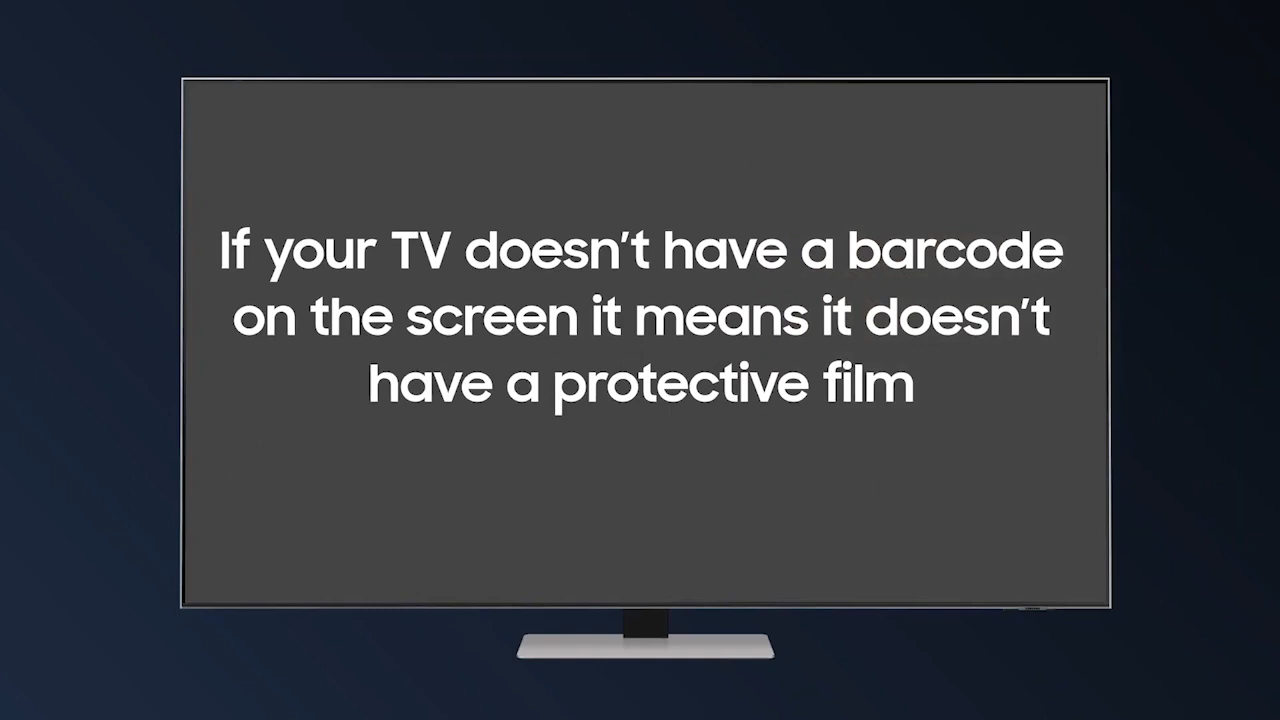 If your TV doesn’t have a barcode
on the screen it means it doesn’t
have a protective film